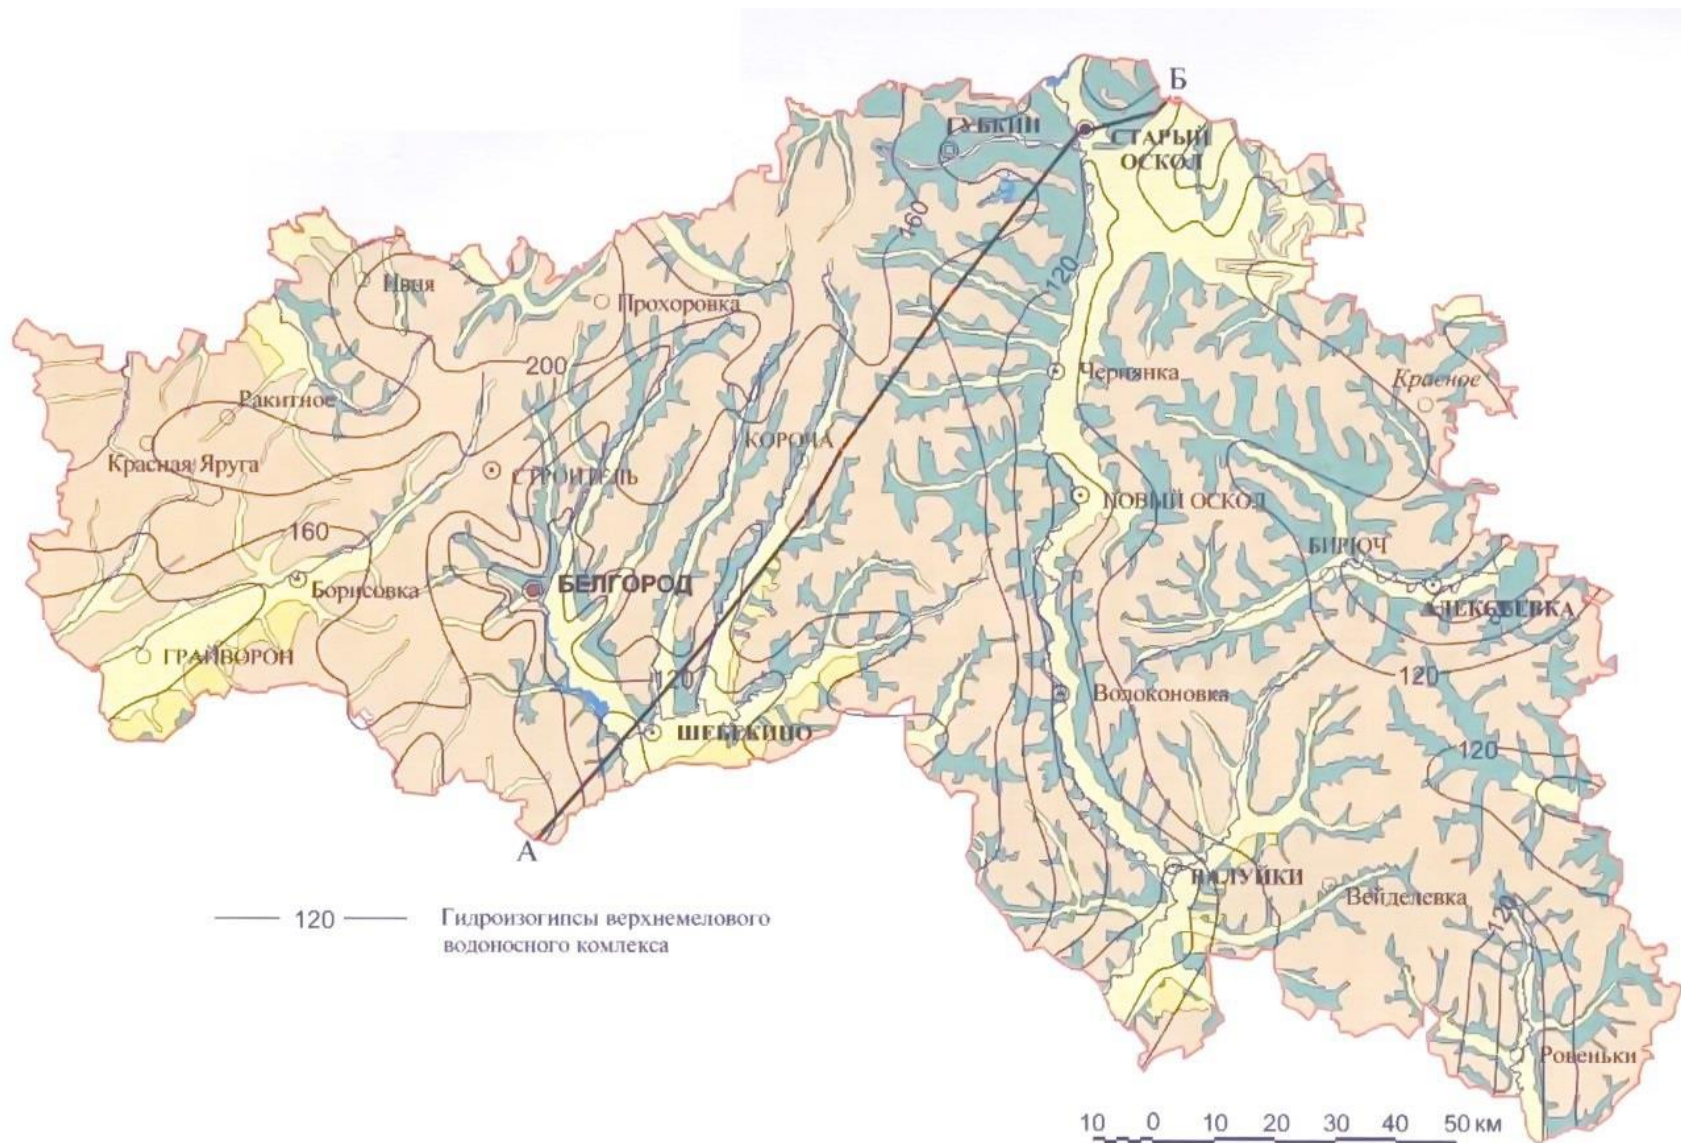 Б
ГУБКИН
СТАРЫЙ
ОСКОЛ
160
Ивня
120
Прохоровка
200
Чернянка
Красное
Ракитное
КОРОЧА
Красная Яруга
СТРОИТЕЛЬ
НОВЫЙ ОСКОЛ
160
БИРЮЧ
Борисовка
БЕЛГОРОД
АЛЕКСЕЕВКА
ГРАЙВОРОН
120
120
120
Волоконовка
ШЕБЕКИНО
120
А
ВАЛУЙКИ
Вейделевка
120
120
Гидроизогипсы верхнемелового
водоносного комлекса
Ровеньки
10 0 10 20 30 40 50 км